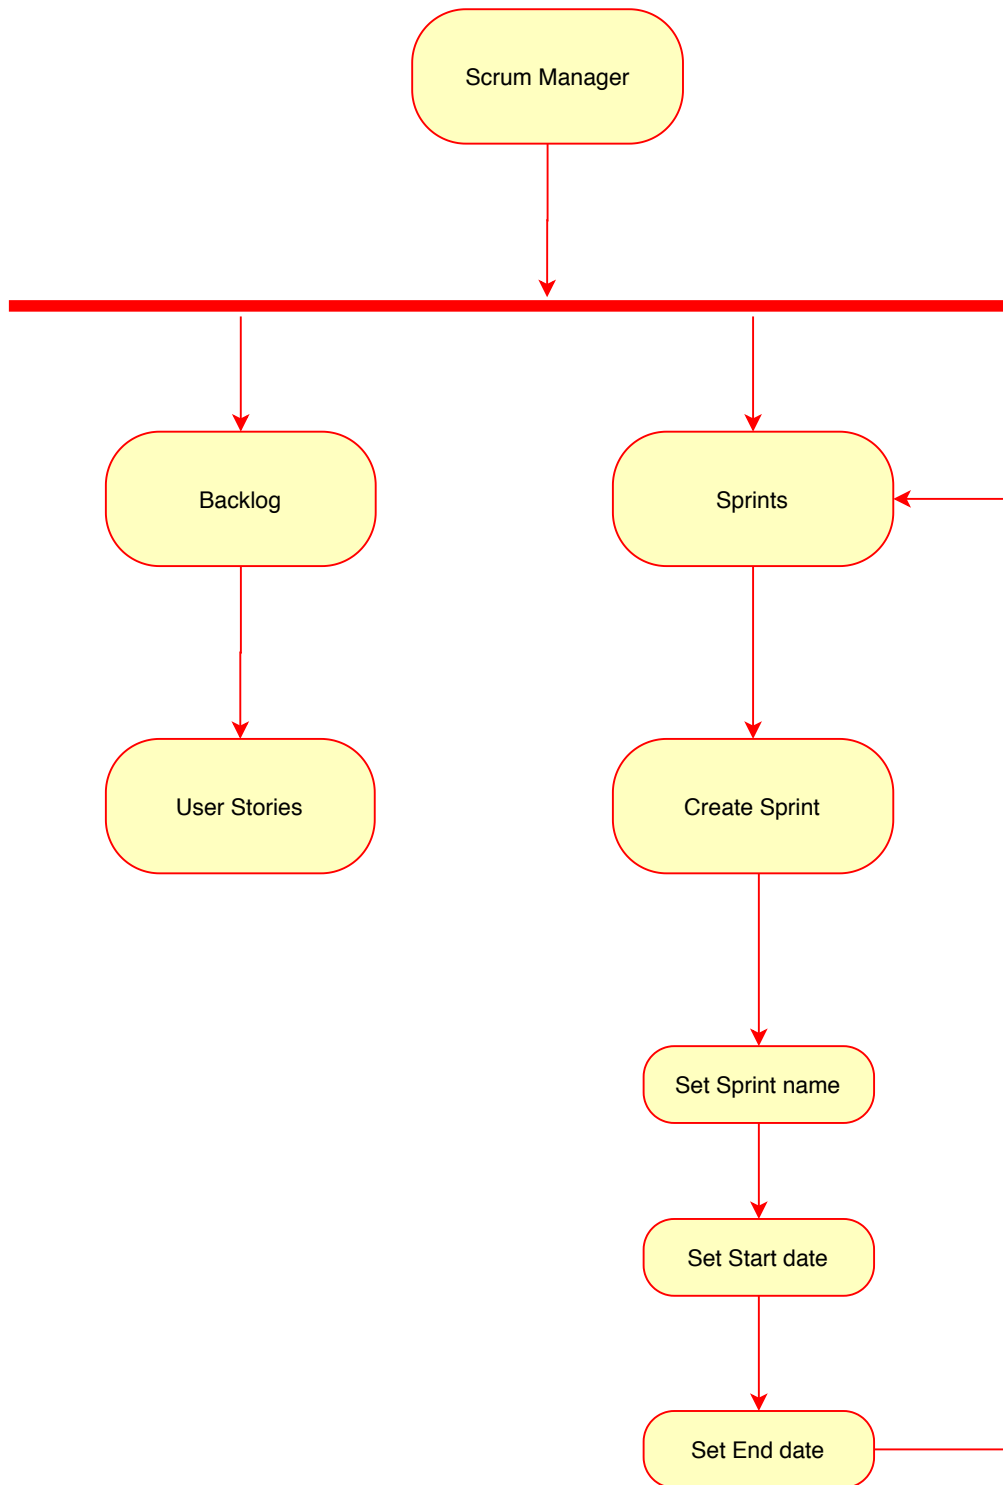 Scrum Manager
Backlog
Sprints
User Stories
Create Sprint
Set Sprint name
Set Start date
Set End date